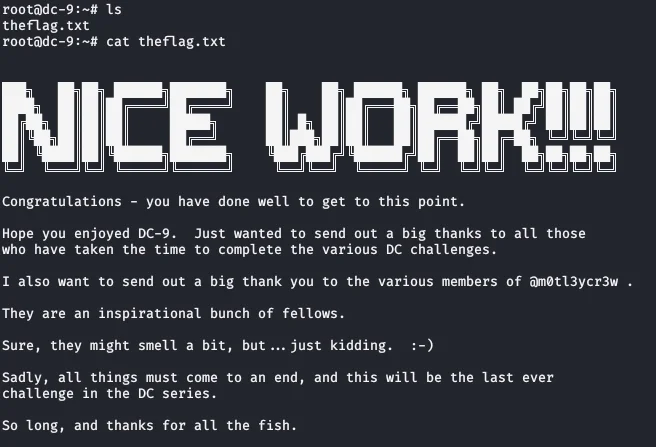 root@dc-9:~# ls
theflag.txt
root@dc-9:~# cat theflag.txt
NICE WORK!!!
Congratulations - you have done well to get to this point.
Hope you enjoyed DC-9.  Just wanted to send out a big thanks to all those
who have taken the time to complete the various DC challenges.
I also want to send out a big thank you to the various members of @m0tl3ycr3w .
They are an inspirational bunch of fellows.
Sure, they might smell a bit, but...just kidding.  :-)
Sadly, all things must come to an end, and this will be the last ever
challenge in the DC series.
So long, and thanks for all the fish.